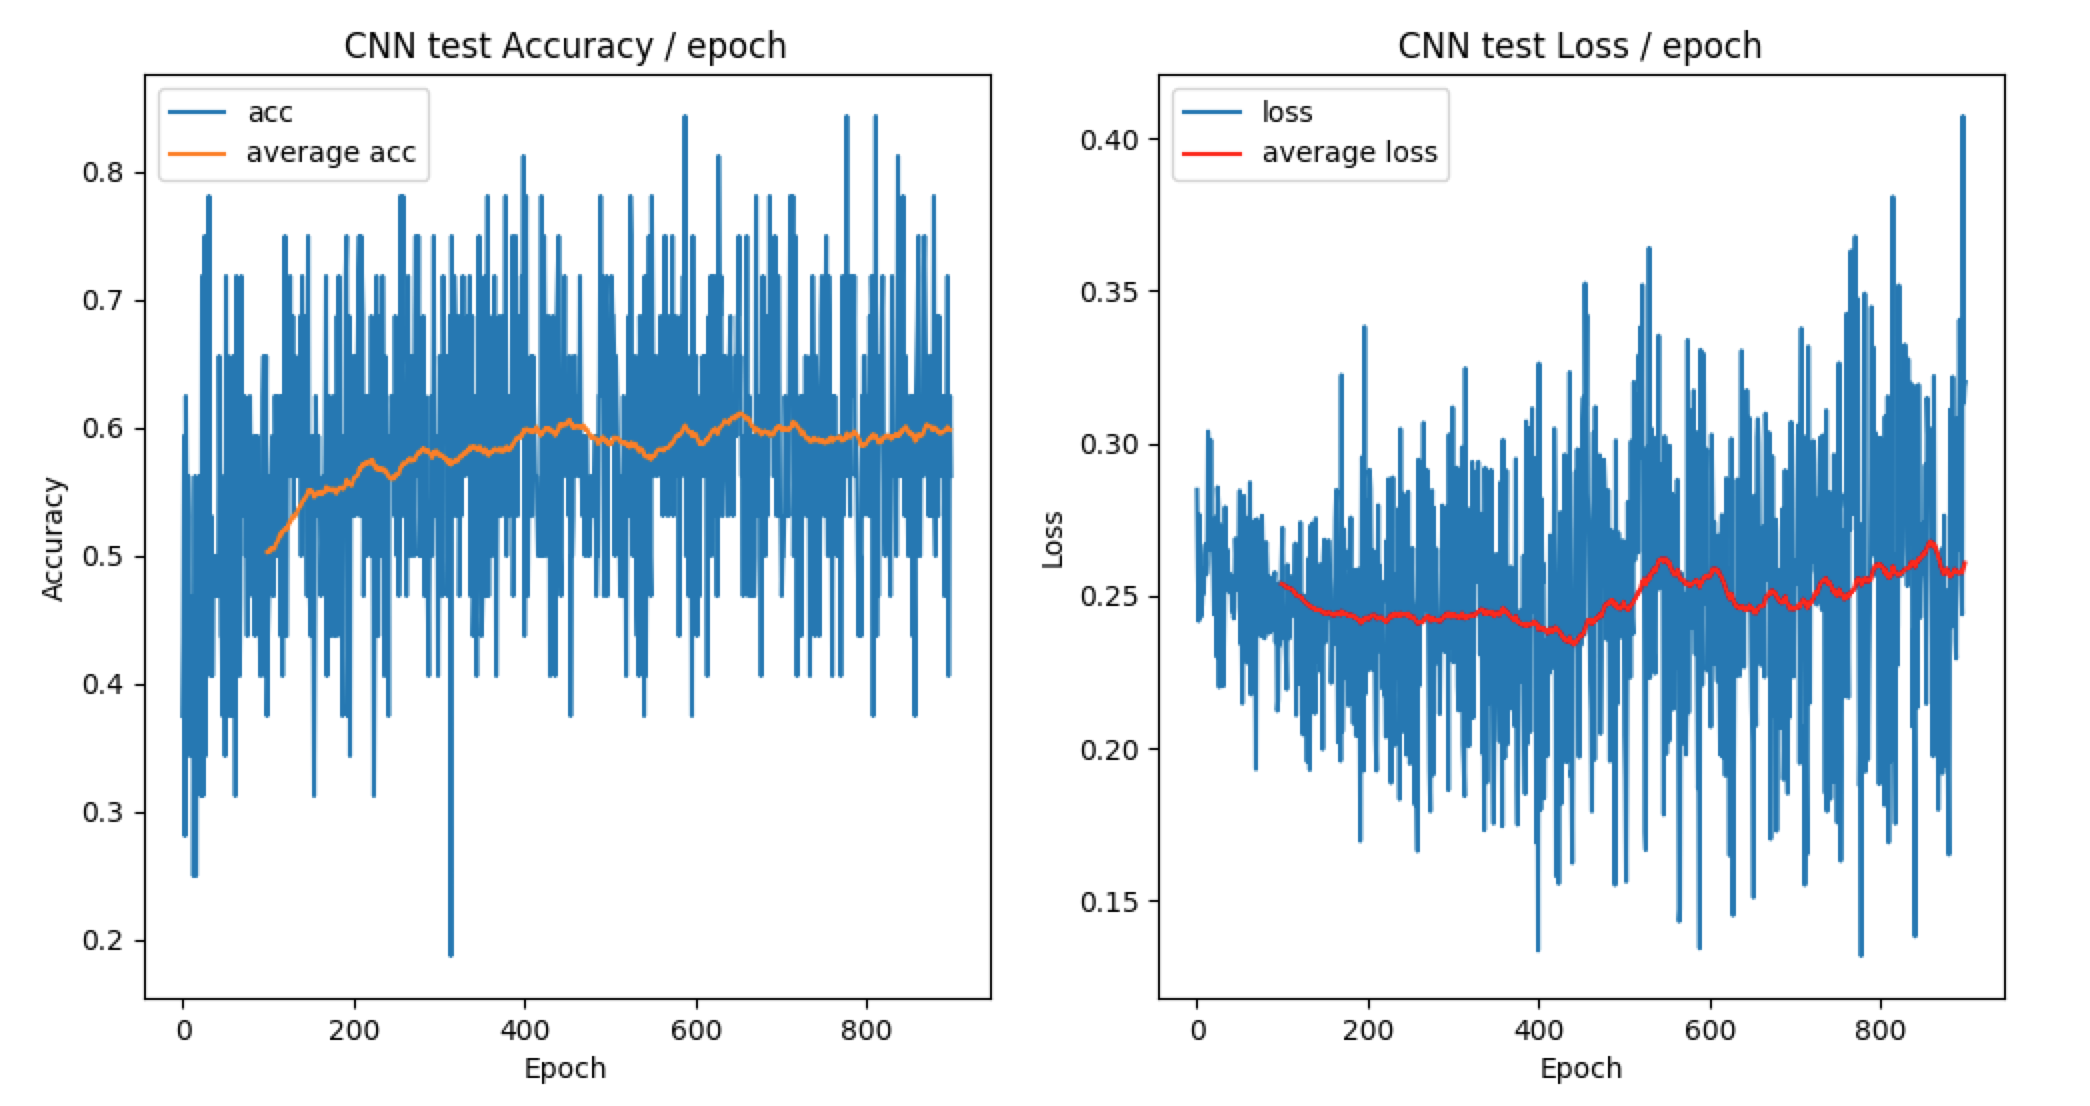 CNN test Accuracy / epoch
acc
average acc
0.8
0.7
0.6
0.5
0.4
0.3
0.2
Accuracy
0 200 400 600 800
Epoch
CNN test Loss / epoch
loss
average loss
0.40
0.35
0.30
0.25
0.20
0.15
Loss
0 200 400 600 800
Epoch